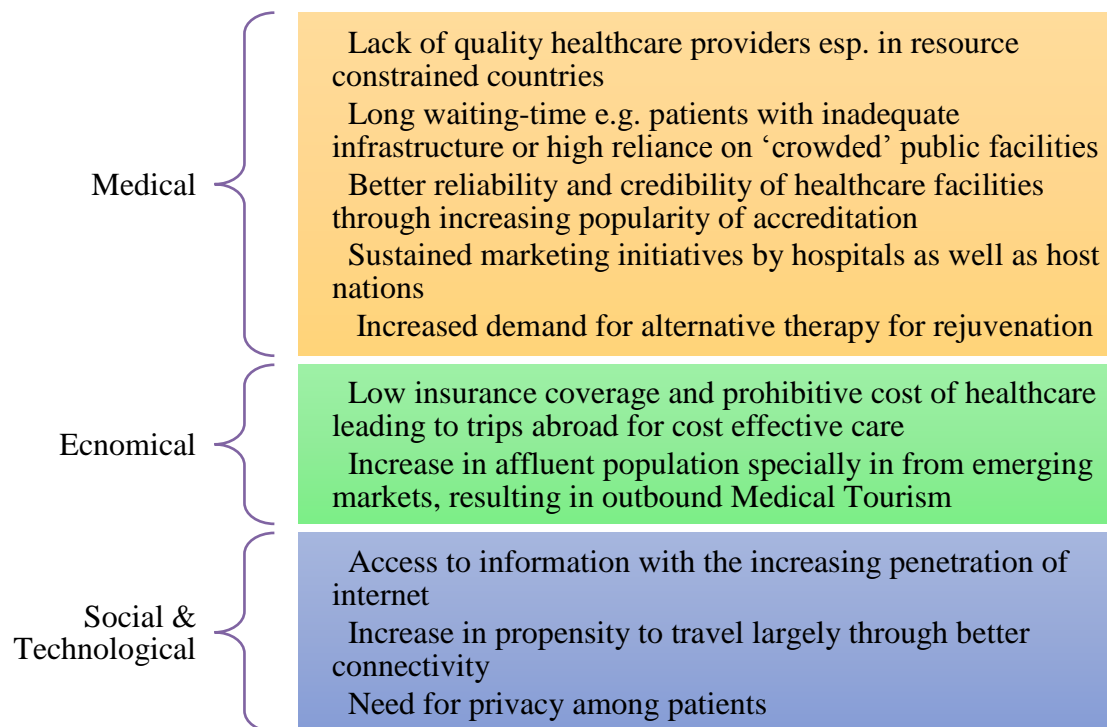 Medical
Lack of quality healthcare providers esp. in resource
constrained countries
Long waiting-time e.g. patients with inadequate
infrastructure or high reliance on ‘crowded’ public facilities
Better reliability and credibility of healthcare facilities
through increasing popularity of accreditation
Sustained marketing initiatives by hospitals as well as host
nations
Increased demand for alternative therapy for rejuvenation
Ecnomical
Low insurance coverage and prohibitive cost of healthcare
leading to trips abroad for cost effective care
Increase in affluent population specially in from emerging
markets, resulting in outbound Medical Tourism
Social &
Technological
Access to information with the increasing penetration of
internet
Increase in propensity to travel largely through better
connectivity
Need for privacy among patients